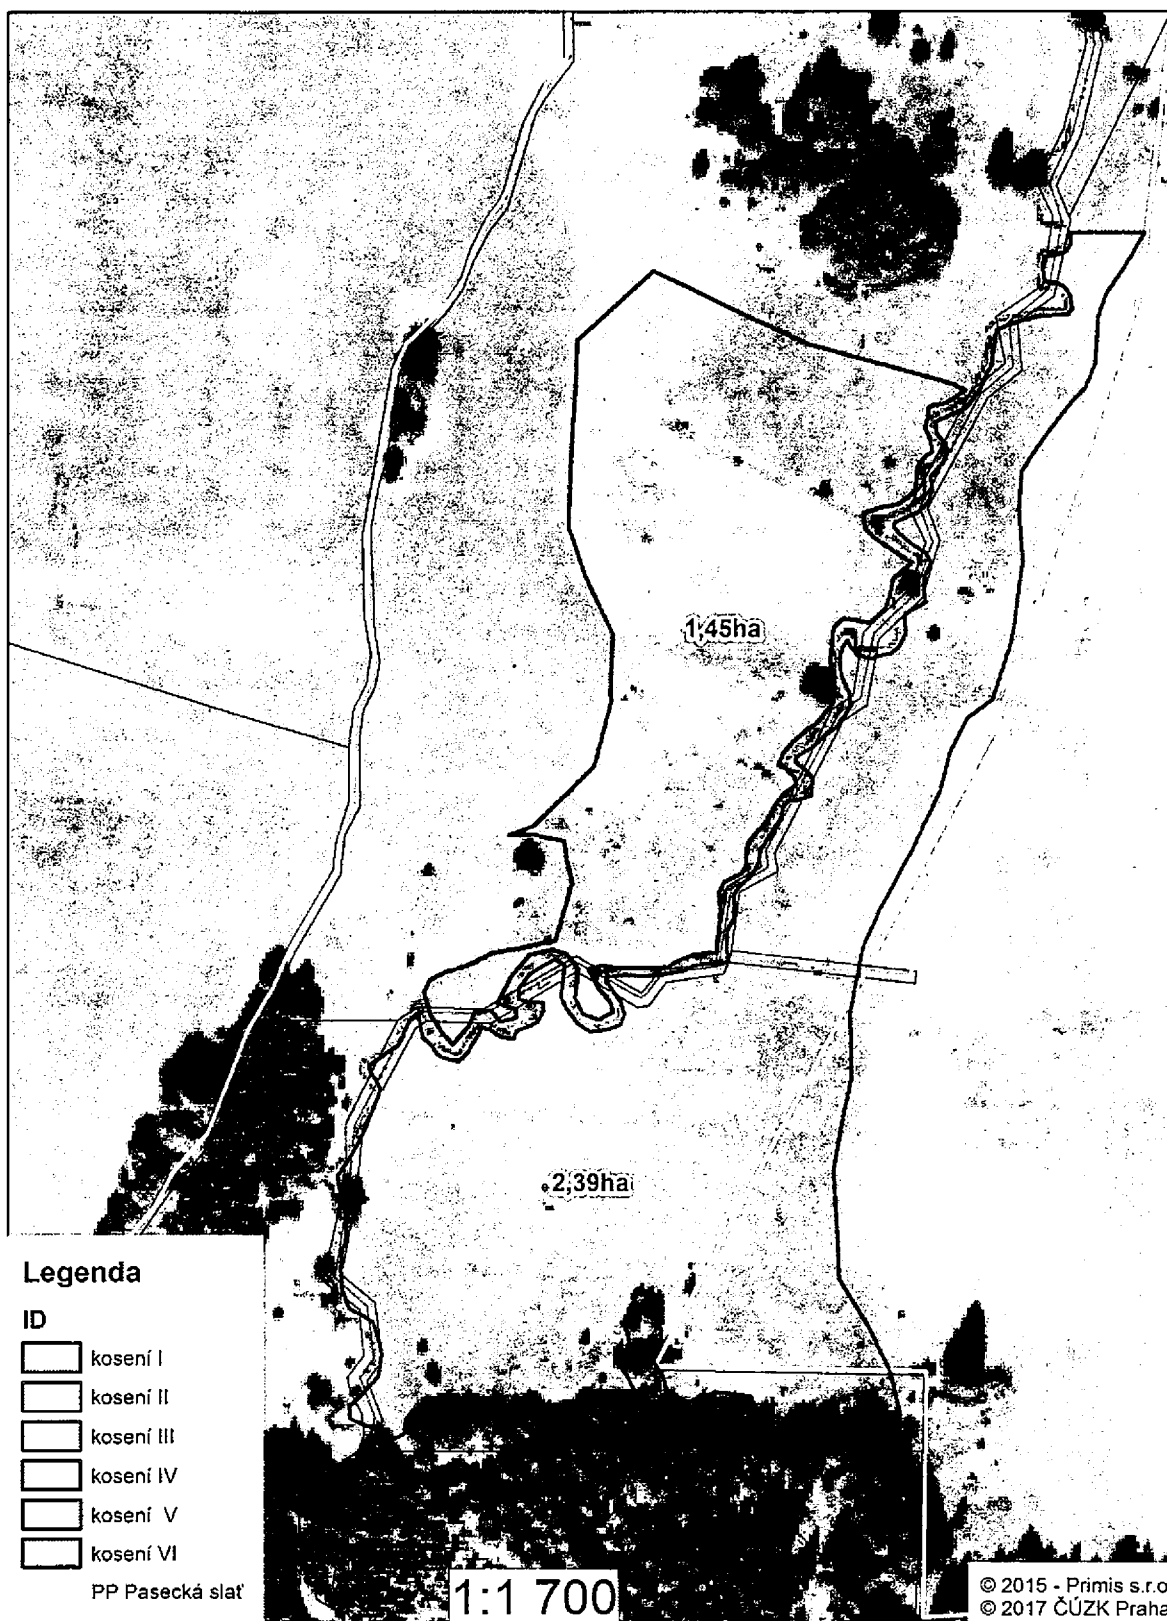 1,45ha
2,39ha
Legenda
ID
kosení I
kosení II
kosení III
kosení IV
kosení V
kosení VI
PP Pasecká slať
1:1 700
© 2015 - Primis s.r.o
© 2017 ČÚZK Praha